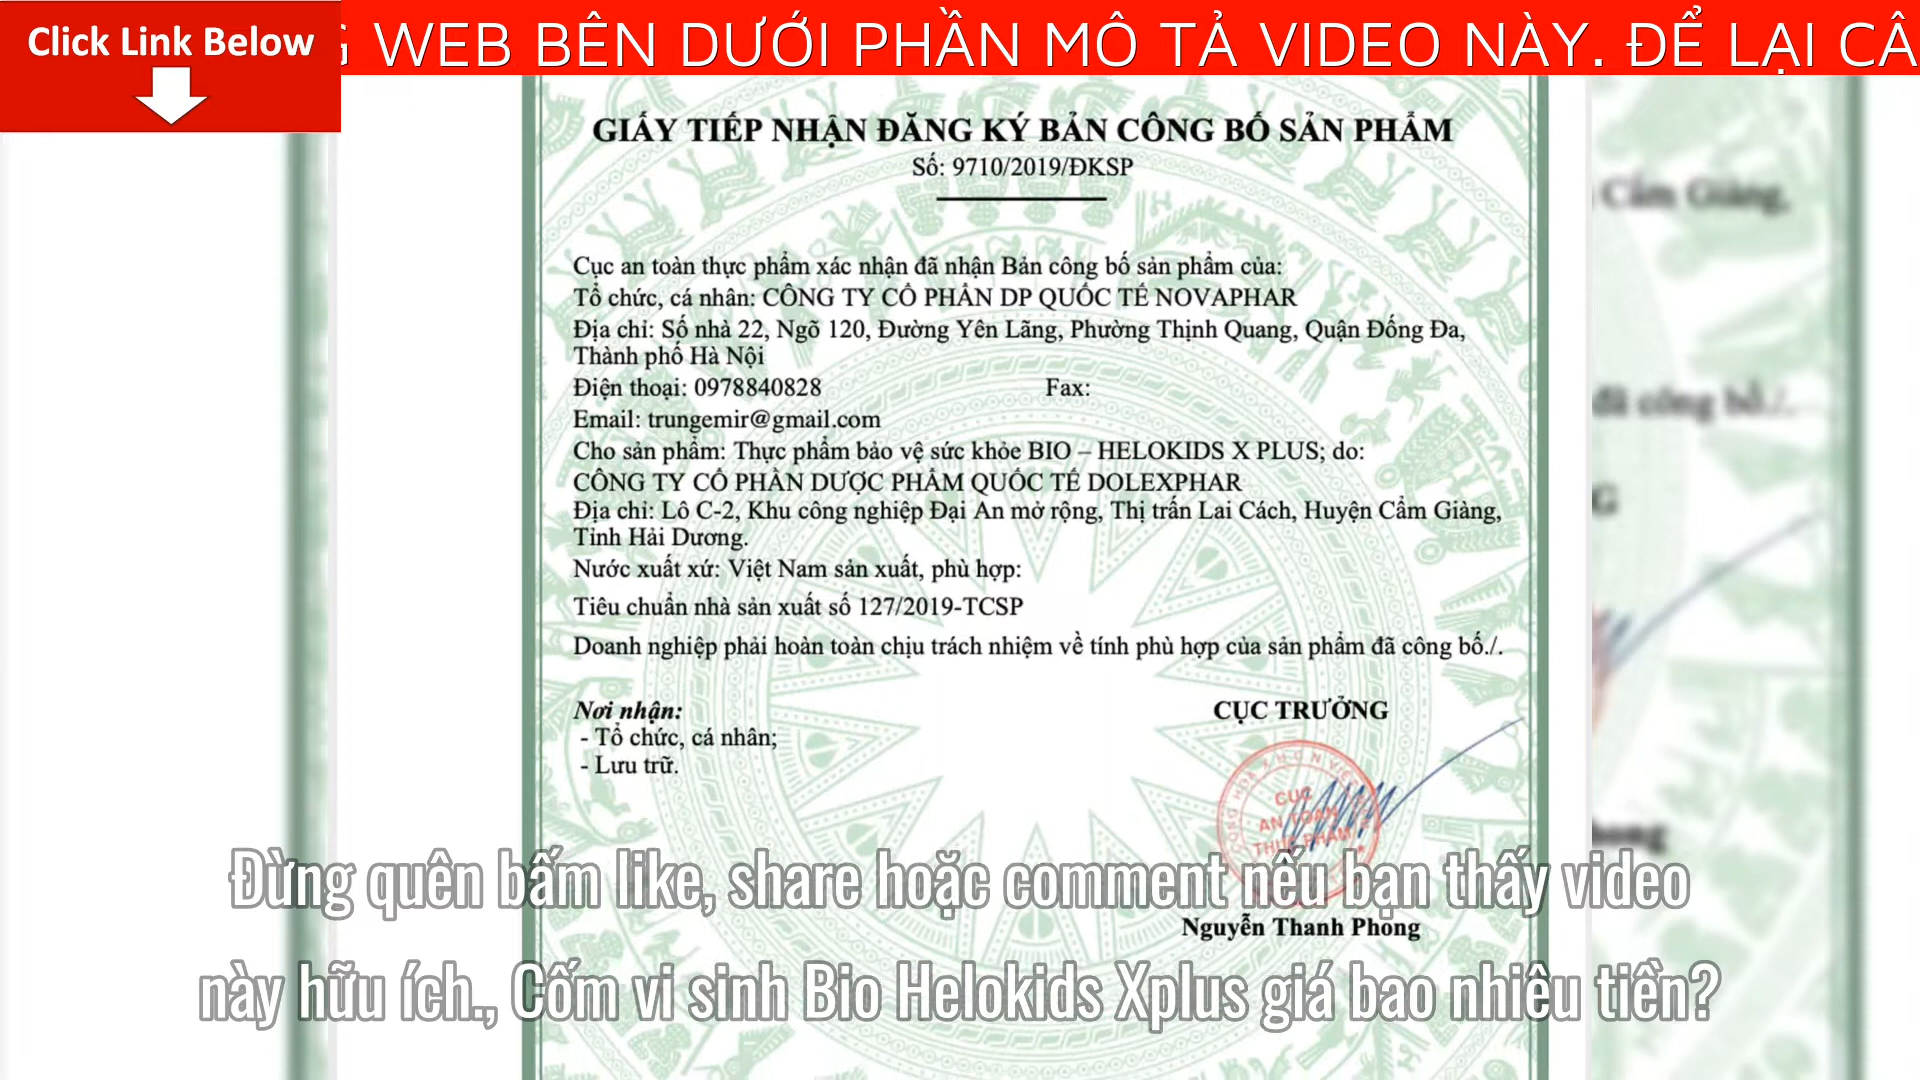 Click Link Below
WEB BÊN DƯỚI PHẦN MÔ TẢ VIDEO NÀY. ĐỂ LẠI
GIẤY TIẾP NHẬN ĐĂNG KÝ BẢN CÔNG BỐ SẢN PHẨM
Số: 9710/2019/ĐKSP
Cục an toàn thực phẩm xác nhận đã nhận Bản công bố sản phẩm của:
Tổ chức, cá nhân: CÔNG TY CỔ PHẦN DP QUỐC TẾ NOVAPHAR
Địa chỉ: Số nhà 22, Ngõ 120, Đường Yên Lãng, Phường Thịnh Quang, Quận Đống Đa,
Thành phố Hà Nội
Điện thoại: 0978840828 Fax:
Email: trungemir@gmail.com
Cho sản phẩm: Thực phẩm bảo vệ sức khỏe BIO – HELOKIDS X PLUS; do:
CÔNG TY CỔ PHẦN DƯỢC PHẨM QUỐC TẾ DOLEXPHAR
Địa chỉ: Lô C-2, Khu công nghiệp Đại An mở rộng, Thị trấn Lai Cách, Huyện Cẩm Giàng,
Tỉnh Hải Dương.
Nước xuất xứ: Việt Nam sản xuất, phù hợp:
Tiêu chuẩn nhà sản xuất số 127/2019-TCSP
Doanh nghiệp phải hoàn toàn chịu trách nhiệm về tính phù hợp của sản phẩm đã công bố./.
Nơi nhận:
- Tổ chức, cá nhân;
- Lưu trữ.
CỤC TRƯỞNG
CỤC
AN TOÀN
THỰC PHẨM
Nguyễn Thanh Phong
Cẩm Giàng,
đã công bố./.
Đừng quên bấm like, share hoặc comment nếu bạn thấy video
này hữu ích., Cốm vi sinh Bio Helokids Xplus giá bao nhiêu tiền?